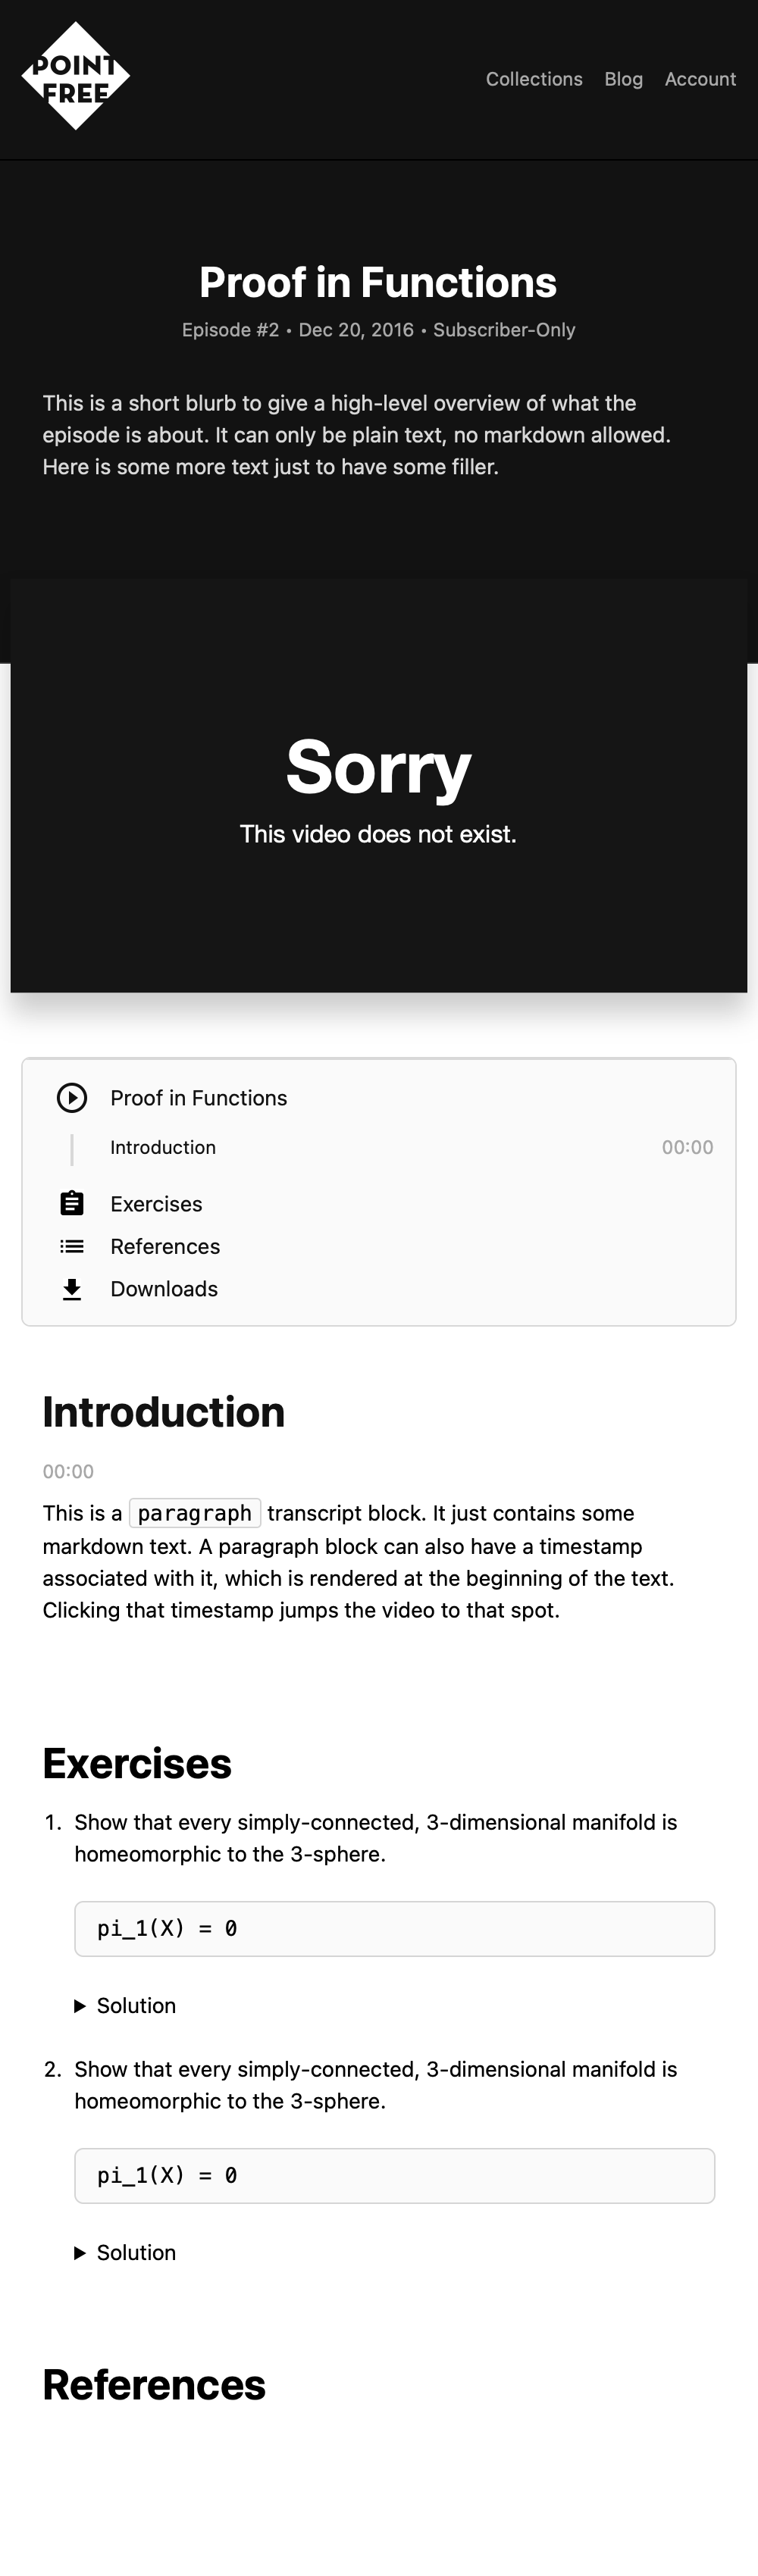 POINT
FREE
Collections Blog Account
Proof in Functions
Episode #2 • Dec 20, 2016 • Subscriber-Only
This is a short blurb to give a high-level overview of what the
episode is about. It can only be plain text, no markdown allowed.
Here is some more text just to have some filler.
Sorry
This video does not exist.
Proof in Functions
Introduction 00:00
Exercises
References
Downloads
Introduction
00:00
This is a paragraph transcript block. It just contains some
markdown text. A paragraph block can also have a timestamp
associated with it, which is rendered at the beginning of the text.
Clicking that timestamp jumps the video to that spot.
Exercises
1. Show that every simply-connected, 3-dimensional manifold is
homeomorphic to the 3-sphere.
pi_1(X) = 0
Solution
2. Show that every simply-connected, 3-dimensional manifold is
homeomorphic to the 3-sphere.
pi_1(X) = 0
Solution
References